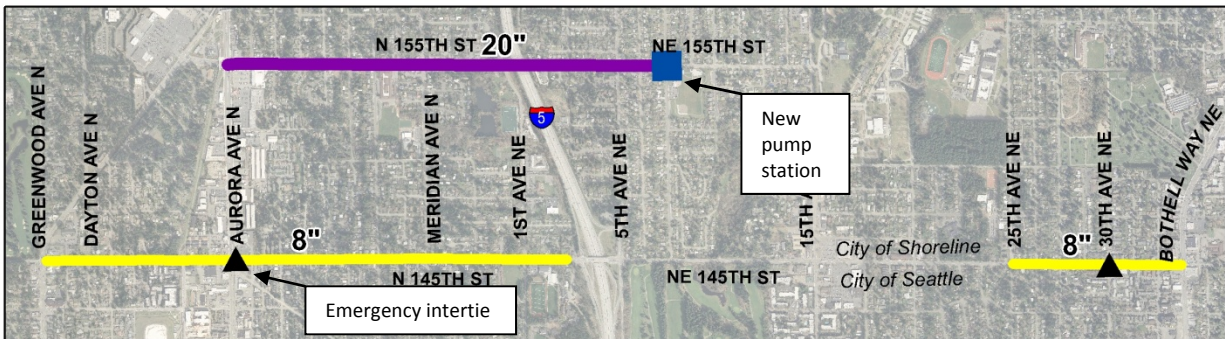 N 155TH ST 20"
NE 155TH ST
GREENWOOD AVE N
DAYTON AVE N
AURORA AVE N
MERIDIAN AVE N
1ST AVE NE
5
5TH AVE NE
New
pump
station
15TH A
25TH AVE NE
30TH AVE NE
BOTHELL WAY NE
8"
N 145TH ST
NE 145TH ST
City of Shoreline
City of Seattle
8"
Emergency intertie